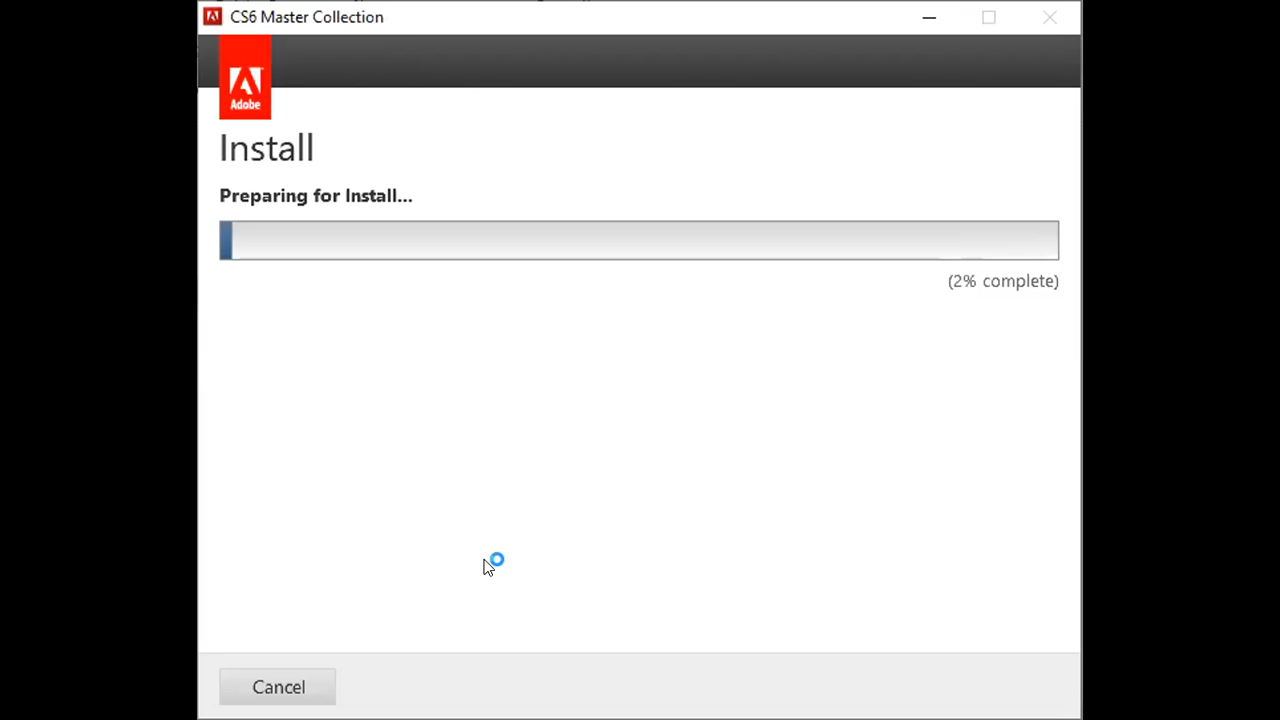 CS6 Master Collection
Adobe
Install
Preparing for Install...
(2% complete)
Cancel